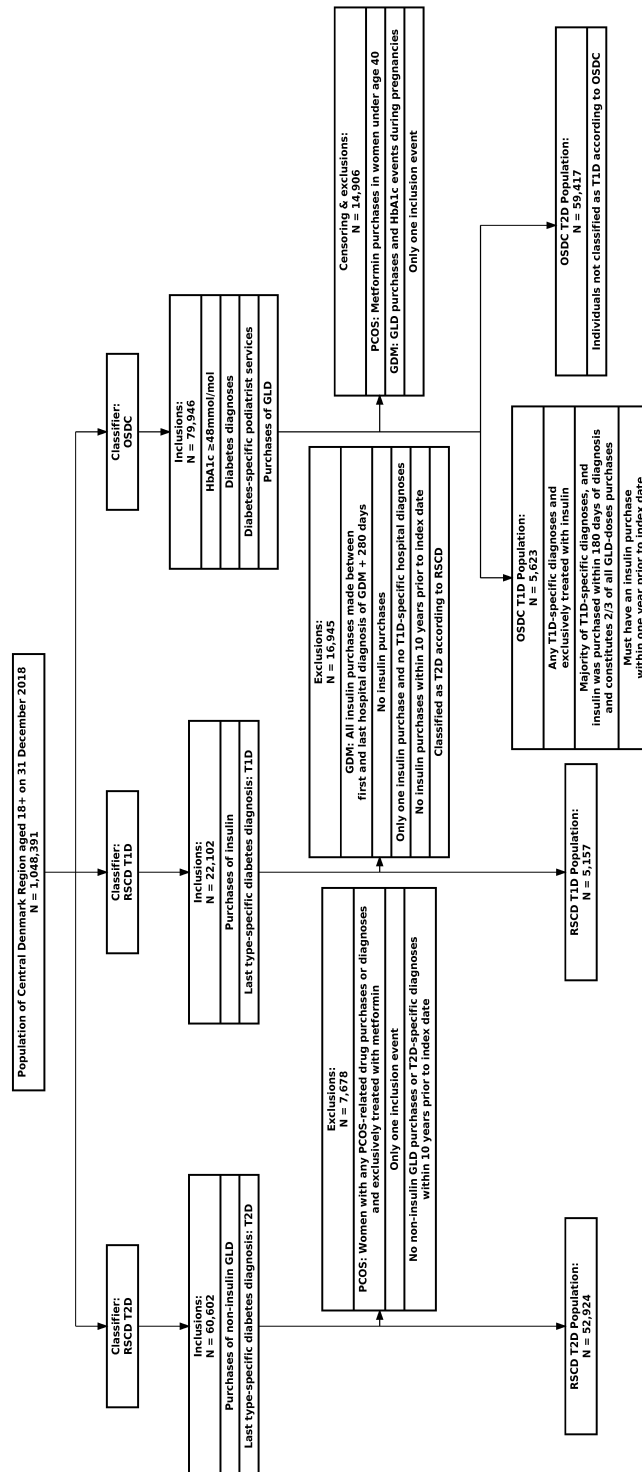 Population of Central Denmark Region aged 18+ on 31 December 2018
N = 1,048,391
Classifier:
RSCD T2D
Classifier:
RSCD T1D
Classifier:
OSDC
Inclusions:
N = 60,602
Purchases of non-insulin GLD
Last type-specific diabetes diagnosis: T2D
Inclusions:
N = 22,102
Purchases of insulin
Last type-specific diabetes diagnosis: T1D
Inclusions:
N = 79,946
HbA1c ≥48mmol/mol
Diabetes diagnoses
Diabetes-specific podiatrist services
Purchases of GLD
Exclusions:
N = 7,678
PCOS: Women with any PCOS-related drug purchases or diagnoses
and exclusively treated with metformin
Only one inclusion event
No non-insulin GLD purchases or T2D-specific diagnoses
within 10 years prior to index date
Exclusions:
N = 16,945
GDM: All insulin purchases made between
first and last hospital diagnosis of GDM + 280 days
No insulin purchases
Only one insulin purchase and no T1D-specific hospital diagnoses
No insulin purchases within 10 years prior to index date
Classified as T2D according to RSCD
Censoring & exclusions:
N = 14,906
PCOS: Metformin purchases in women under age 40
GDM: GLD purchases and HbA1c events during pregnancies
Only one inclusion event
RSCD T2D Population:
N = 52,924
RSCD T1D Population:
N = 5,157
OSDC T1D Population:
N = 5,623
Any T1D-specific diagnoses and
exclusively treated with insulin
Majority of T1D-specific diagnoses, and
insulin was purchased within 180 days of diagnosis
and constitutes 2/3 of all GLD-doses purchases
Must have an insulin purchase
within one year prior to index date
OSDC T2D Population:
N = 59,417
Individuals not classified as T1D according to OSDC